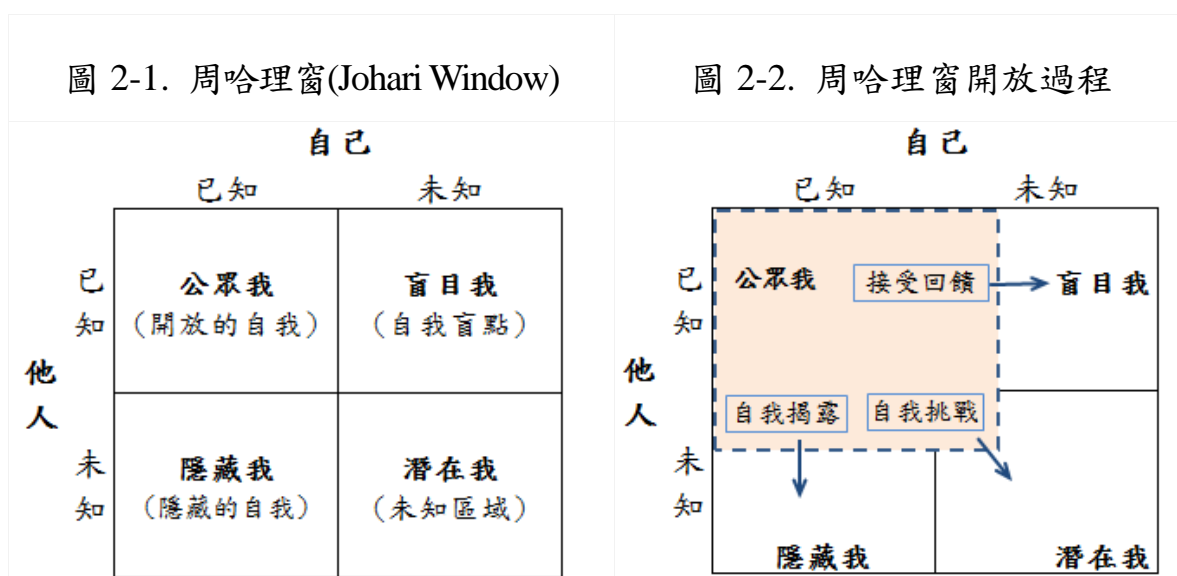 圖 2-1. 周哈理窗(Johari Window)
自己
已知 未知
他人
已知
公眾我
(開放的自我)
盲目我
(自我盲點)
未知
隱藏我
(隱藏的自我)
潛在我
(未知區域)
圖 2-2. 周哈理窗開放過程
自己
已知 未知
他人
已知
公眾我 接受回饋 盲目我
自我揭露 自我挑戰
未知
隱藏我 潛在我